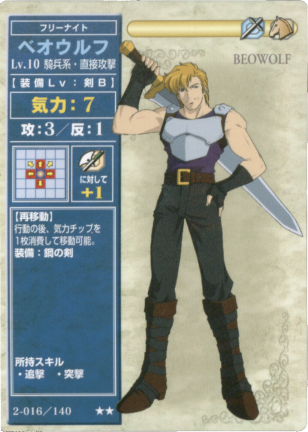 フリーナイト
ベオウルフ
Lv.10 騎兵系・直接攻撃
【装備Lv：剣B】
気力：7
攻：3／反：1
に対して
+1
【再移動】
行動の後、気力チップを
1枚消費して移動可能。
装備：鋼の剣
所持スキル
・追撃 ・突撃
2-016/140 ★★
BEOWOLF